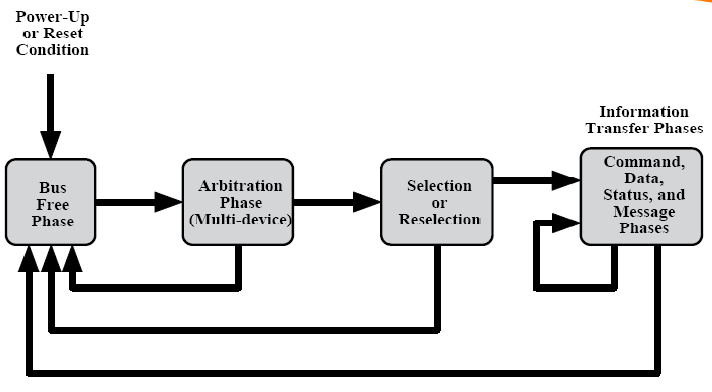 Power-Up
or Reset
Condition
Information
Transfer Phases
Bus
Free
Phase
Arbitration
Phase
(Multi-device)
Selection
or
Reselection
Command,
Data,
Status, and
Message
Phases